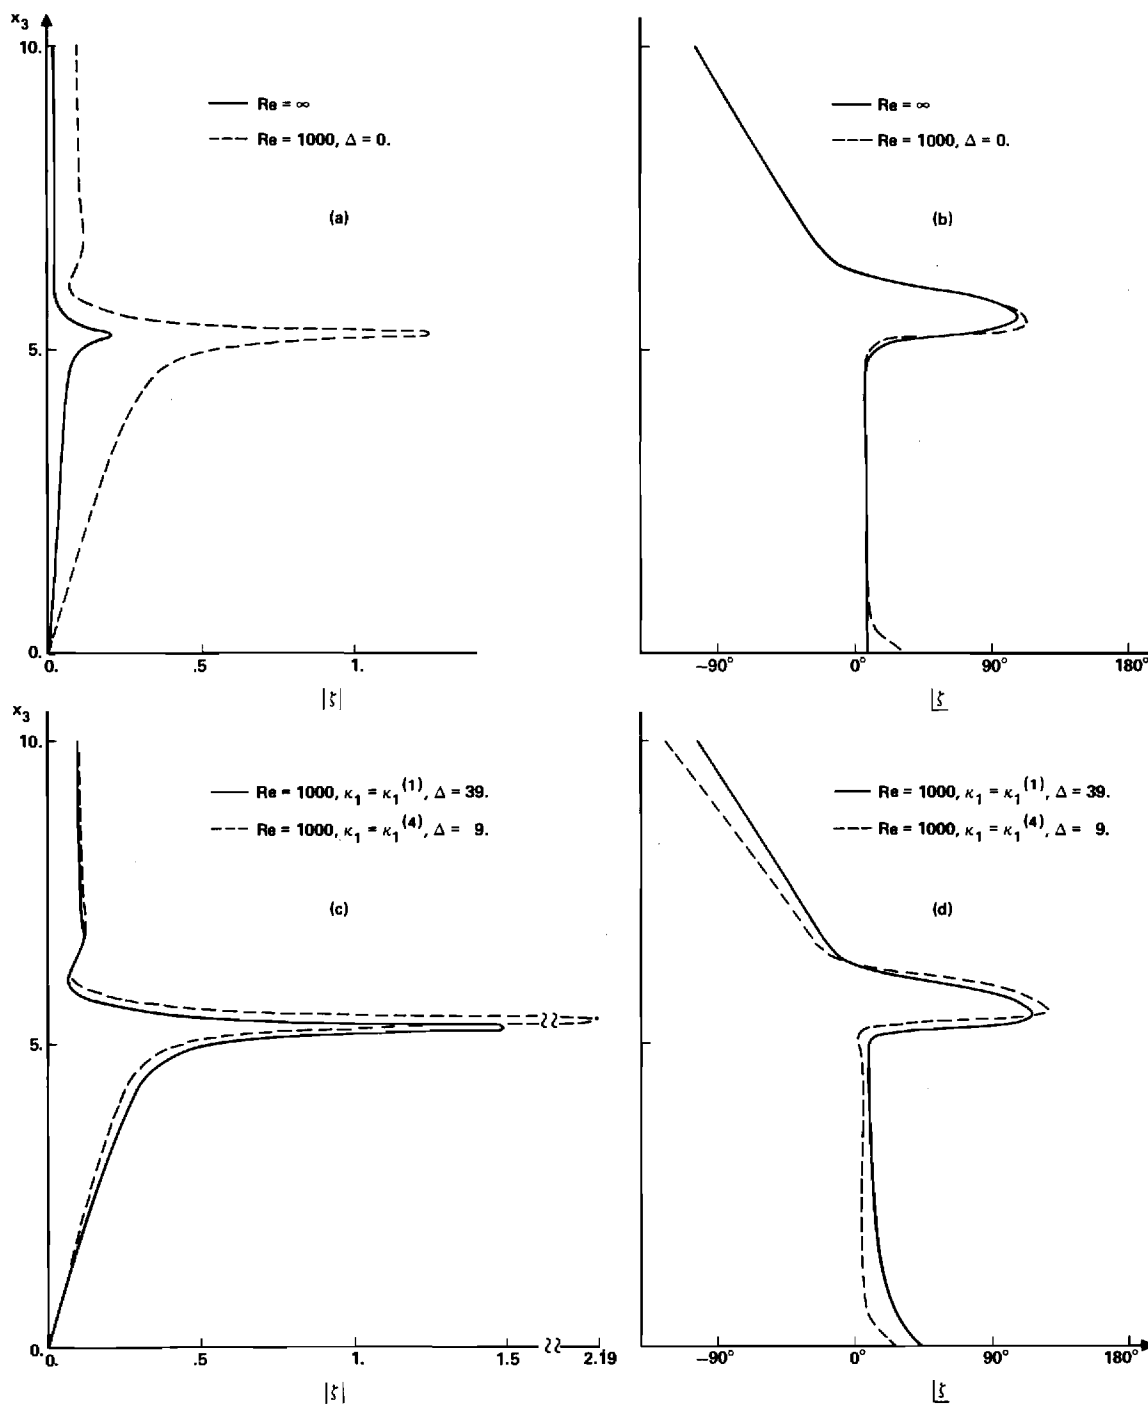 x₃
10.
5.
0.
0.
.5
1.
|ζ|
Re = ∞
Re = 1000, Δ = 0.
(a)
Re = ∞
Re = 1000, Δ = 0.
(b)
−90°
0°
90°
180°
⌊ζ
x₃
10.
5.
0.
0.
.5
1.
1.5
2.19
|ζ|
Re = 1000, κ₁ = κ₁⁽¹⁾, Δ = 39.
Re = 1000, κ₁ = κ₁⁽⁴⁾, Δ = 9.
(c)
Re = 1000, κ₁ = κ₁⁽¹⁾, Δ = 39.
Re = 1000, κ₁ = κ₁⁽⁴⁾, Δ = 9.
(d)
−90°
0°
90°
180°
⌊ζ